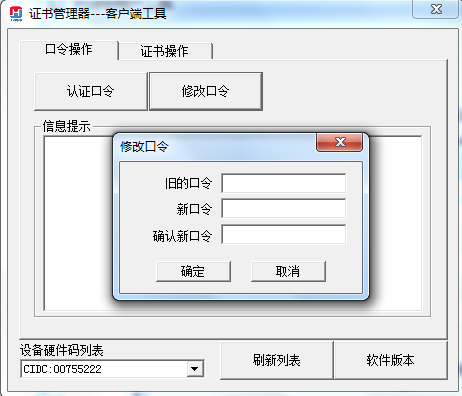 证书管理器---客户端工具
口令操作
证书操作
认证口令
修改口令
信息提示
修改口令
旧的口令
新口令
确认新口令
确定
取消
设备硬件码列表
CIDC:00755222
刷新列表
软件版本